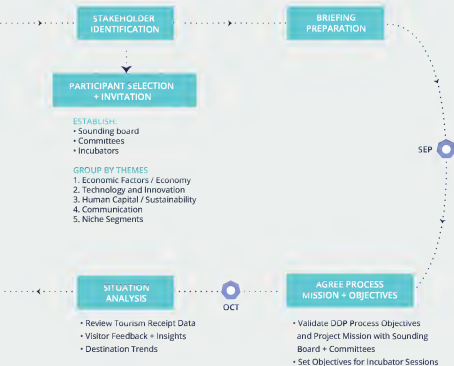 STAKEHOLDER
IDENTIFICATION
BRIEFING
PREPARATION
PARTICIPANT SELECTION
+ INVITATION
ESTABLISH:
• Sounding board
• Committees
• Incubators
GROUP BY THEMES
1. Economic Factors / Economy
2. Technology and Innovation
3. Human Capital / Sustainability
4. Communication
5. Niche Segments
SEP
AGREE PROCESS
MISSION + OBJECTIVES
• Validate DDP Process Objectives
and Project Mission with Sounding
Board + Committees
• Set Objectives for Incubator Sessions
OCT
SITUATION
ANALYSIS
• Review Tourism Receipt Data
• Visitor Feedback + Insights
• Destination Trends